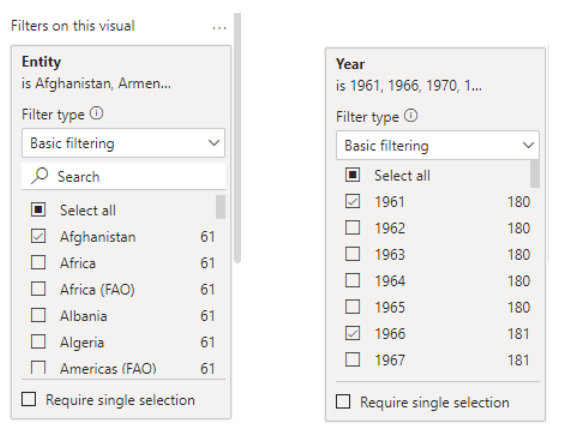 Filters on this visual ...
Entity
is Afghanistan, Armen...
Filter type
Basic filtering
Search
Select all
Afghanistan 61
Africa 61
Africa (FAO) 61
Albania 61
Algeria 61
Americas (FAO) 61
Require single selection
Year
is 1961, 1966, 1970, 1...
Filter type
Basic filtering
Select all
1961 180
1962 180
1963 180
1964 180
1965 180
1966 181
1967 181
Require single selection